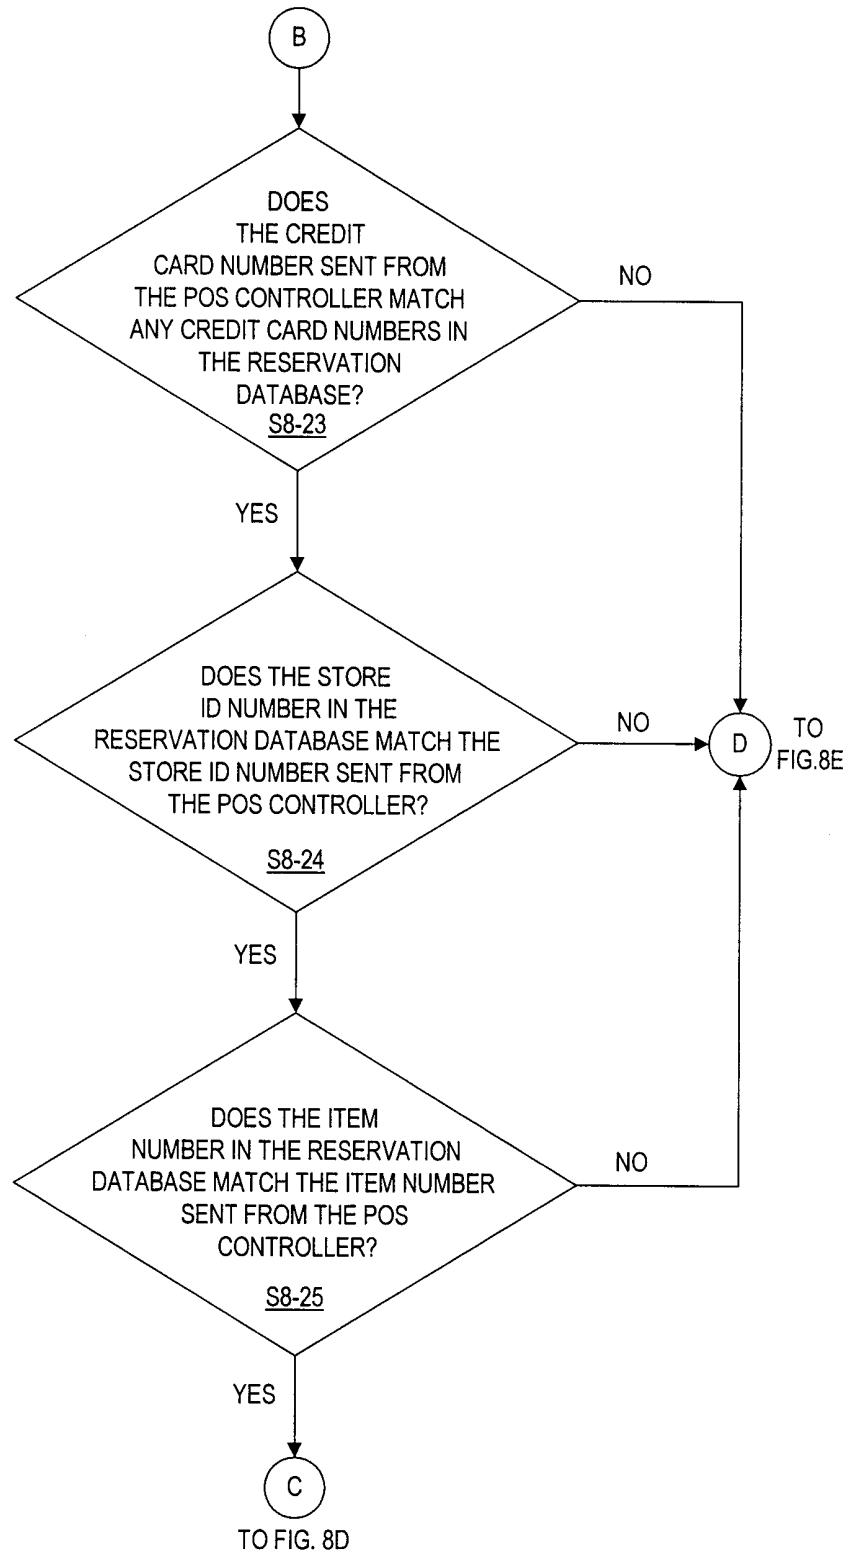 B
DOES
THE CREDIT
CARD NUMBER SENT FROM
THE POS CONTROLLER MATCH
ANY CREDIT CARD NUMBERS IN
THE RESERVATION
DATABASE?
S8-23
NO
YES
DOES THE STORE
ID NUMBER IN THE
RESERVATION DATABASE MATCH THE
STORE ID NUMBER SENT FROM
THE POS CONTROLLER?
S8-24
NO
D
TO
FIG.8E
YES
DOES THE ITEM
NUMBER IN THE RESERVATION
DATABASE MATCH THE ITEM NUMBER
SENT FROM THE POS
CONTROLLER?
S8-25
NO
YES
C
TO FIG. 8D